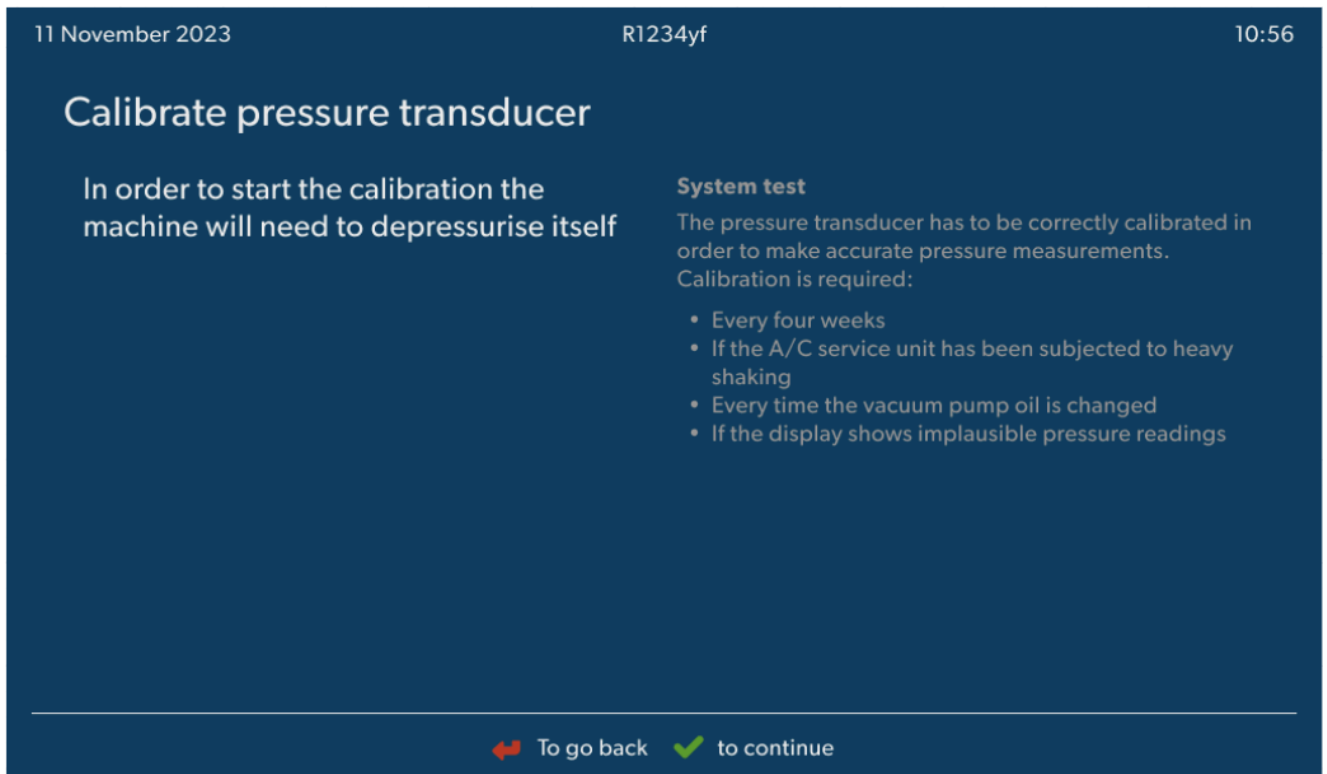 11 November 2023
R1234yf
10:56
Calibrate pressure transducer
In order to start the calibration the
machine will need to depressurise itself
System test
The pressure transducer has to be correctly calibrated in
order to make accurate pressure measurements.
Calibration is required:
• Every four weeks
• If the A/C service unit has been subjected to heavy
shaking
• Every time the vacuum pump oil is changed
• If the display shows implausible pressure readings
To go back
to continue